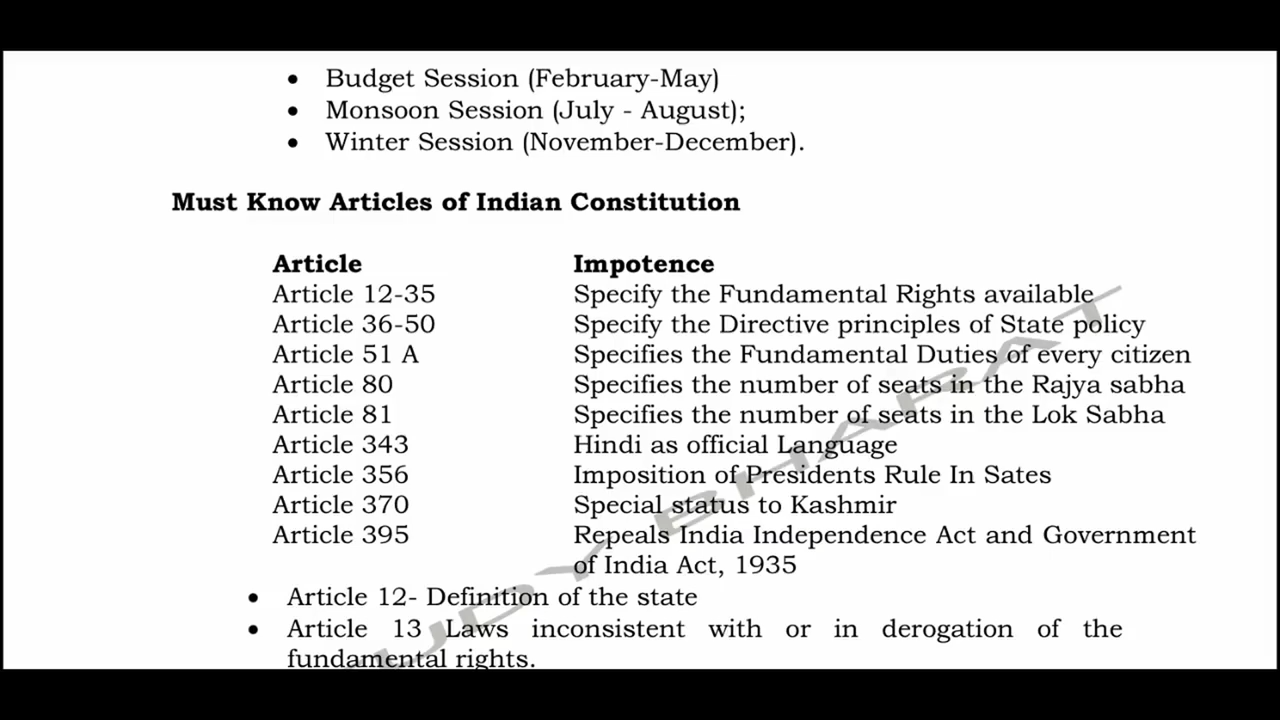 • Budget Session (February-May)
• Monsoon Session (July - August);
• Winter Session (November-December).
Must Know Articles of Indian Constitution
Article Impotence
Article 12-35 Specify the Fundamental Rights available
Article 36-50 Specify the Directive principles of State policy
Article 51 A Specifies the Fundamental Duties of every citizen
Article 80 Specifies the number of seats in the Rajya sabha
Article 81 Specifies the number of seats in the Lok Sabha
Article 343 Hindi as official Language
Article 356 Imposition of Presidents Rule In Sates
Article 370 Special status to Kashmir
Article 395 Repeals India Independence Act and Government
of India Act, 1935
• Article 12- Definition of the state
• Article 13 Laws inconsistent with or in derogation of the
fundamental rights.
UDY BHARAT